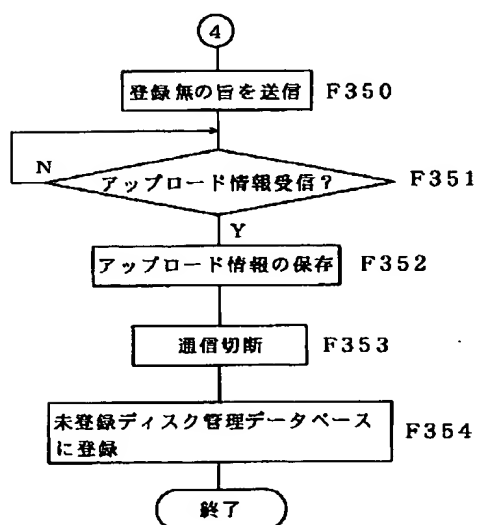 4
登録無の旨を送信 F350
N
アップロード情報受信？ F351
Y
アップロード情報の保存 F352
通信切断 F353
未登録ディスク管理データベース
に登録 F354
終了